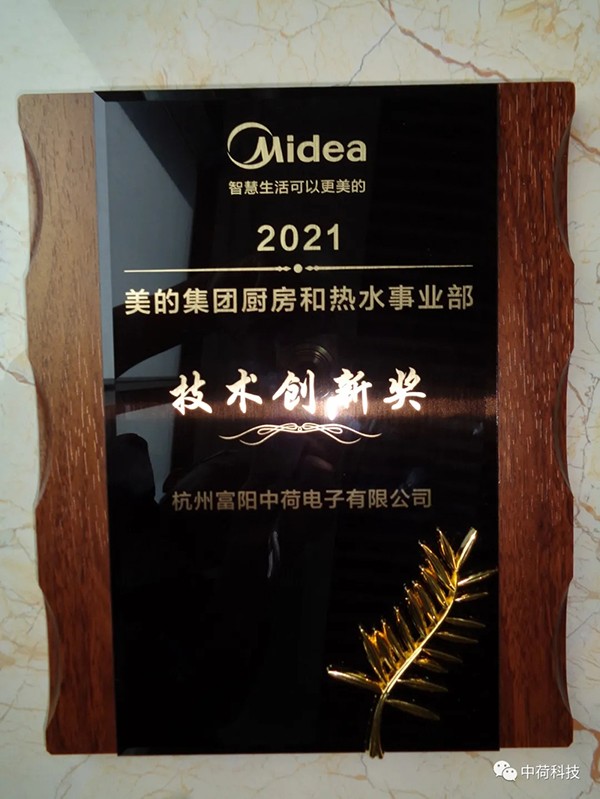 Midea
智慧生活可以更美的
2021
美的集团厨房和热水事业部
技术创新奖
杭州富阳中荷电子有限公司
中荷科技